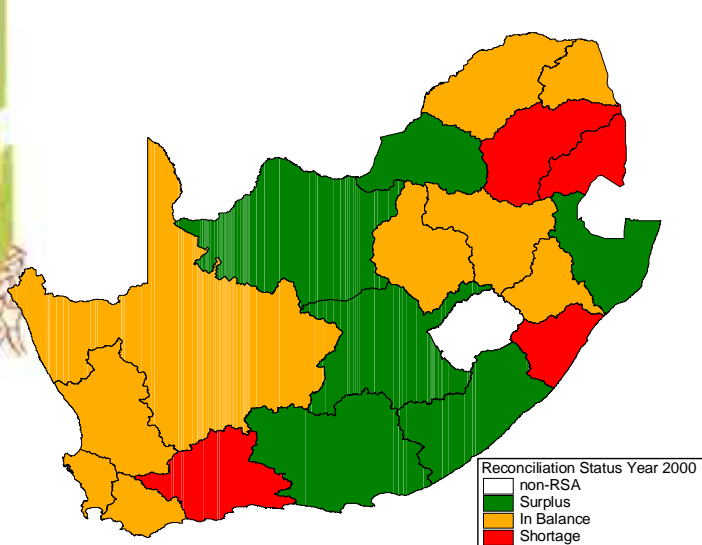 Reconciliation Status Year 2000
non-RSA
Surplus
In Balance
Shortage